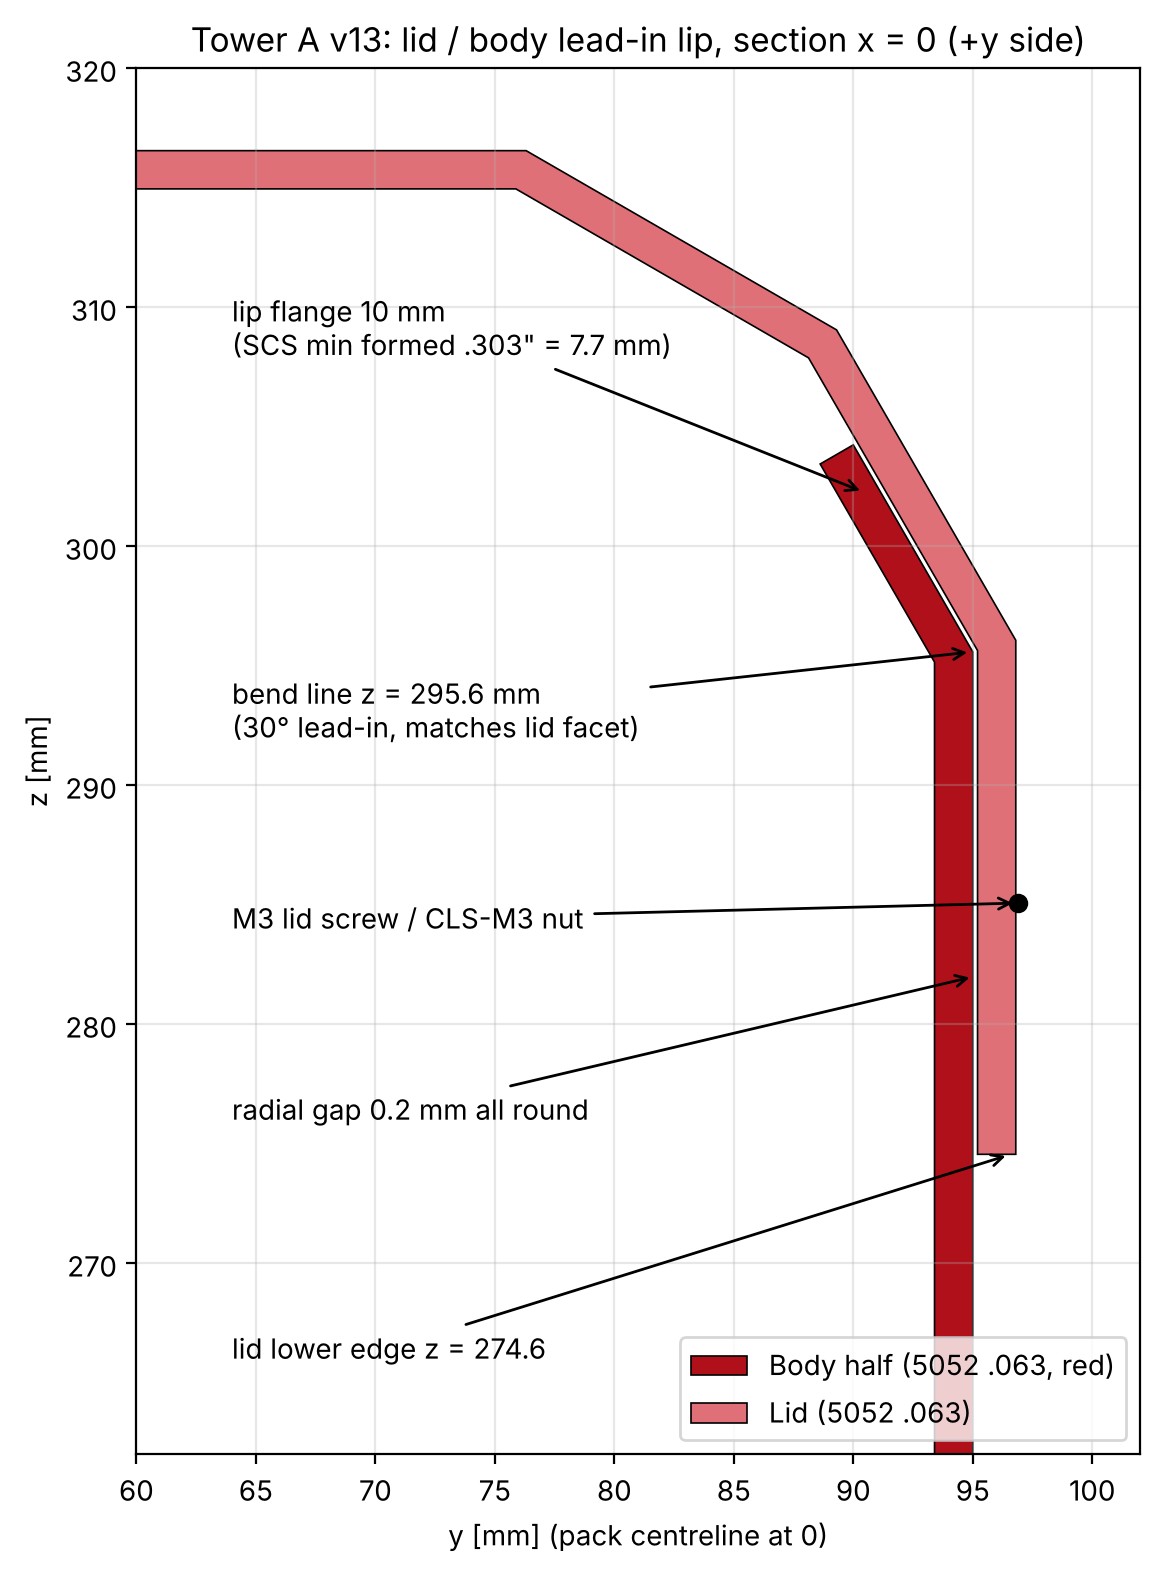 Tower A v13: lid / body lead-in lip, section x = 0 (+y side)
320
310
300
290
280
270
z [mm]
lip flange 10 mm
(SCS min formed .303" = 7.7 mm)
bend line z = 295.6 mm
(30° lead-in, matches lid facet)
M3 lid screw / CLS-M3 nut
radial gap 0.2 mm all round
lid lower edge z = 274.6
Body half (5052 .063, red)
Lid (5052 .063)
60 65 70 75 80 85 90 95 100
y [mm] (pack centreline at 0)